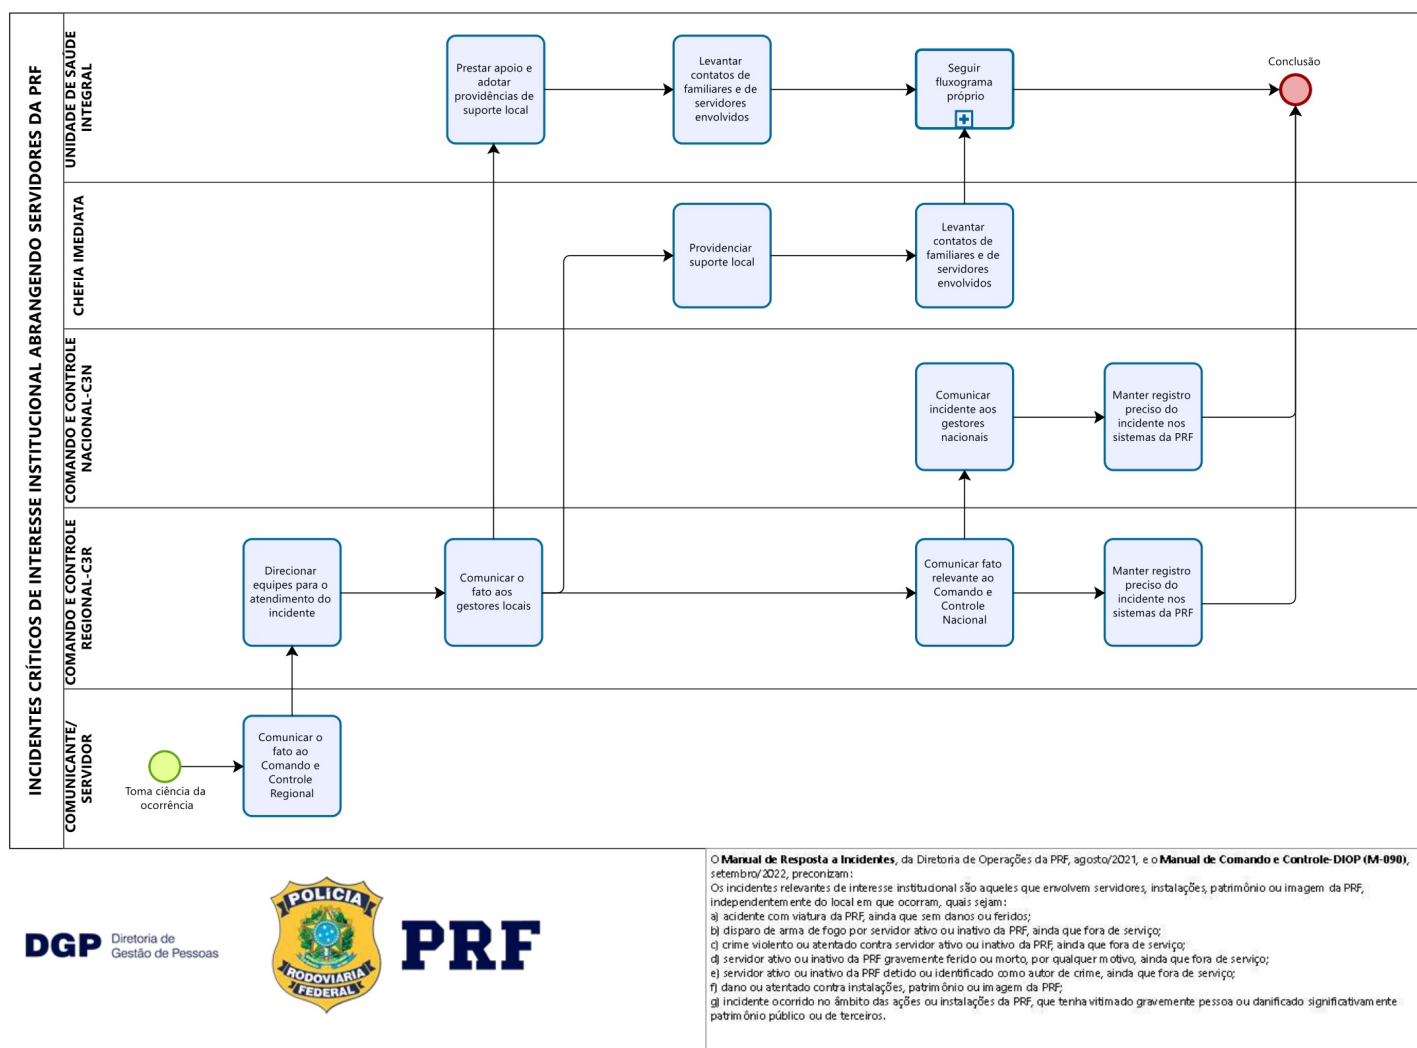 INCIDENTES CRÍTICOS DE INTERESSE INSTITUCIONAL ABRANGENDO SERVIDORES DA PRF
UNIDADE DE SAÚDE
INTEGRAL
Prestar apoio e
adotar
providências de
suporte local
Levantar
contatos de
familiares e de
servidores
envolvidos
Seguir
fluxograma
próprio
Conclusão
CHEFIA IMEDIATA
Providenciar
suporte local
Levantar
contatos de
familiares e de
servidores
envolvidos
COMANDO E CONTROLE
NACIONAL-C3N
Comunicar
incidente aos
gestores
nacionais
Manter registro
preciso do
incidente nos
sistemas da PRF
COMANDO E CONTROLE
REGIONAL-C3R
Direcionar
equipes para o
atendimento do
incidente
Comunicar o
fato aos
gestores locais
Comunicar fato
relevante ao
Comando e
Controle
Nacional
Manter registro
preciso do
incidente nos
sistemas da PRF
COMUNICANTE/
SERVIDOR
Toma ciência da
ocorrência
Comunicar o
fato ao
Comando e
Controle
Regional
DGP
Diretoria de
Gestão de Pessoas
POLÍCIA
RODOVIÁRIA
FEDERAL
PRF
O Manual de Resposta a Incidentes, da Diretoria de Operações da PRF, agosto/2021, e o Manual de Comando e Controle-DIOP (M-090),
setembro/2022, preconizam:
Os incidentes relevantes de interesse institucional são aqueles que envolvem servidores, instalações, patrimônio ou imagem da PRF,
independentemente do local em que ocorram, quais sejam:
a) acidente com viatura da PRF, ainda que sem danos ou feridos;
b) disparo de arma de fogo por servidor ativo ou inativo da PRF, ainda que fora de serviço;
c) crime violento ou atentado contra servidor ativo ou inativo da PRF, ainda que fora de serviço;
d) servidor ativo ou inativo da PRF gravemente ferido ou morto, por qualquer motivo, ainda que fora de serviço;
e) servidor ativo ou inativo da PRF detido ou identificado como autor de crime, ainda que fora de serviço;
f) dano ou atentado contra instalações, patrimônio ou imagem da PRF;
g) incidente ocorrido no âmbito das ações ou instalações da PRF, que tenha vitimado gravemente pessoa ou danificado significativamente
patrimônio público ou de terceiros.